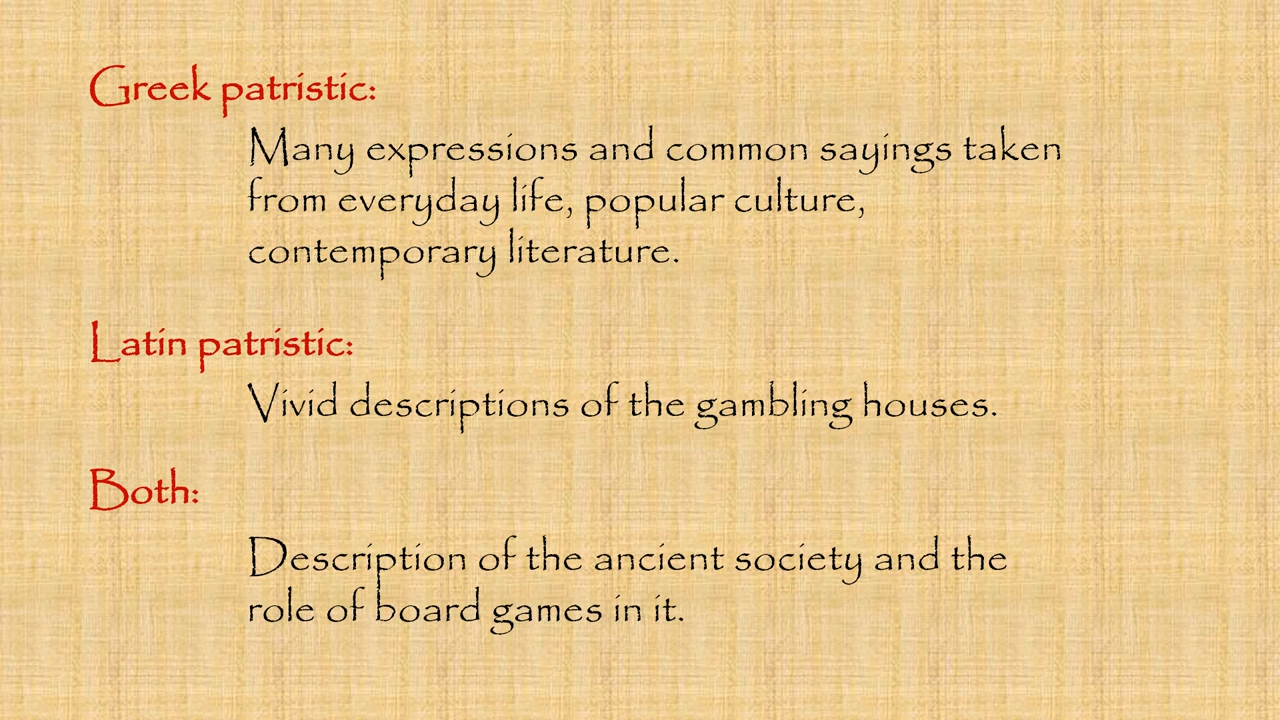 Greek patristic:
Many expressions and common sayings taken
from everyday life, popular culture,
contemporary literature.
Latin patristic:
Vivid descriptions of the gambling houses.
Both:
Description of the ancient society and the
role of board games in it.